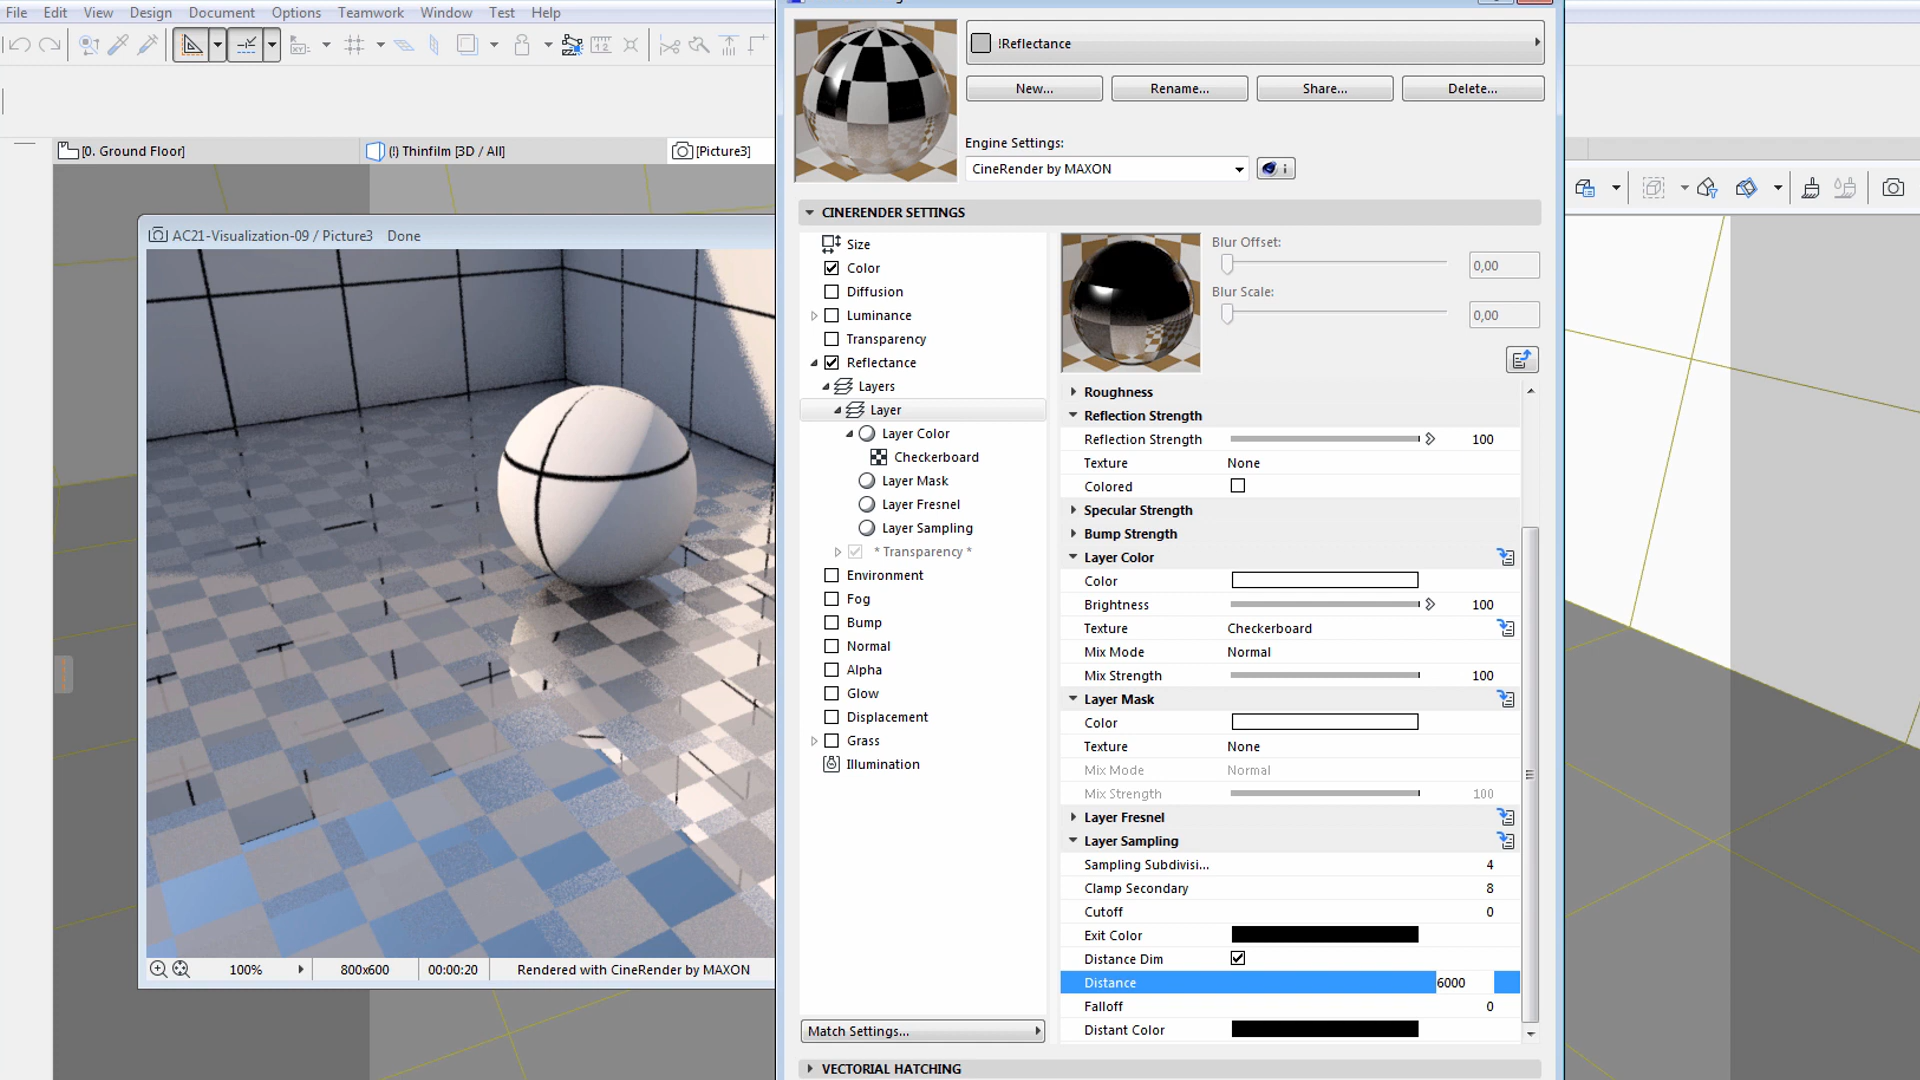 File Edit View Design Document Options Teamwork Window Test Help
!Reflectance
New... Rename... Share... Delete...
Engine Settings:
CineRender by MAXON
[0. Ground Floor]
(!) Thinfilm [3D / All]
[Picture3]
AC21-Visualization-09 / Picture3 Done
CINERENDER SETTINGS
Size
Color
Diffusion
Luminance
Transparency
Reflectance
Layers
Layer
Layer Color
Checkerboard
Layer Mask
Layer Fresnel
Layer Sampling
* Transparency *
Environment
Fog
Bump
Normal
Alpha
Glow
Displacement
Grass
Illumination
Match Settings...
Blur Offset:
0,00
Blur Scale:
0,00
Roughness
Reflection Strength
Reflection Strength 100
Texture None
Colored
Specular Strength
Bump Strength
Layer Color
Color
Brightness 100
Texture Checkerboard
Mix Mode Normal
Mix Strength 100
Layer Mask
Color
Texture None
Mix Mode Normal
Mix Strength 100
Layer Fresnel
Layer Sampling
Sampling Subdivisi... 4
Clamp Secondary 8
Cutoff 0
Exit Color
Distance Dim
Distance 6000
Falloff 0
Distant Color
100% 800x600 00:00:20 Rendered with CineRender by MAXON
VECTORIAL HATCHING